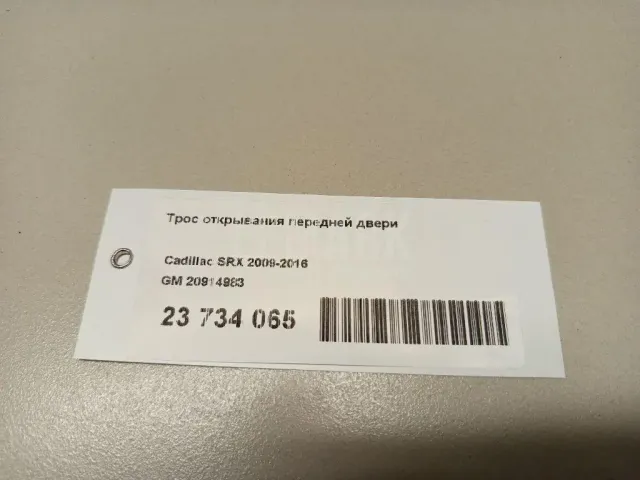 Трос открывания передней двери
Cadillac SRX 2009-2016
GM 20914983
23 734 065